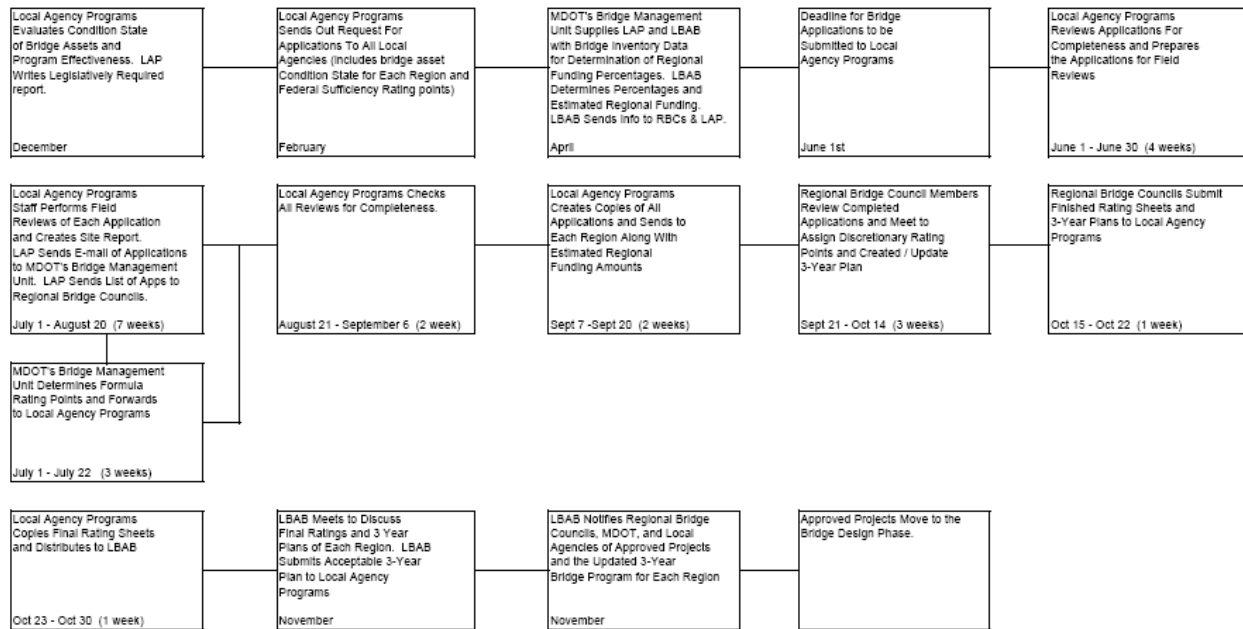 Local Agency Programs
Evaluates Condition State
of Bridge Assets and
Program Effectiveness. LAP
Writes Legislatively Required
report.
December
Local Agency Programs
Sends Out Request For
Applications To All Local
Agencies (Includes bridge asset
Condition State for Each Region and
Federal Sufficiency Rating points)
February
MDOT's Bridge Management
Unit Supplies LAP and LBAB
with Bridge Inventory Data
for Determination of Regional
Funding Percentages. LBAB
Determines Percentages and
Estimated Regional Funding.
LBAB Sends Info to RBCs & LAP.
April
Deadline for Bridge
Applications to be
Submitted to Local
Agency Programs
June 1st
Local Agency Programs
Reviews Applications For
Completeness and Prepares
the Applications for Field
Reviews
June 1 - June 30 (4 weeks)
Local Agency Programs
Staff Performs Field
Reviews of Each Application
and Creates Site Report.
LAP Sends E-mail of Applications
to MDOT's Bridge Management
Unit. LAP Sends List of Apps to
Regional Bridge Councils.
July 1 - August 20 (7 weeks)
Local Agency Programs Checks
All Reviews for Completeness.
August 21 - September 6 (2 week)
Local Agency Programs
Creates Copies of All
Applications and Sends to
Each Region Along With
Estimated Regional
Funding Amounts
Sept 7 -Sept 20 (2 weeks)
Regional Bridge Council Members
Review Completed
Applications and Meet to
Assign Discretionary Rating
Points and Created / Update
3-Year Plan
Sept 21 - Oct 14 (3 weeks)
Regional Bridge Councils Submit
Finished Rating Sheets and
3-Year Plans to Local Agency
Programs
Oct 15 - Oct 22 (1 week)
MDOT's Bridge Management
Unit Determines Formula
Rating Points and Forwards
to Local Agency Programs
July 1 - July 22 (3 weeks)
Local Agency Programs
Copies Final Rating Sheets
and Distributes to LBAB
Oct 23 - Oct 30 (1 week)
LBAB Meets to Discuss
Final Ratings and 3 Year
Plans of Each Region. LBAB
Submits Acceptable 3-Year
Plan to Local Agency
Programs
November
LBAB Notifies Regional Bridge
Councils, MDOT, and Local
Agencies of Approved Projects
and the Updated 3-Year
Bridge Program for Each Region
November
Approved Projects Move to the
Bridge Design Phase.